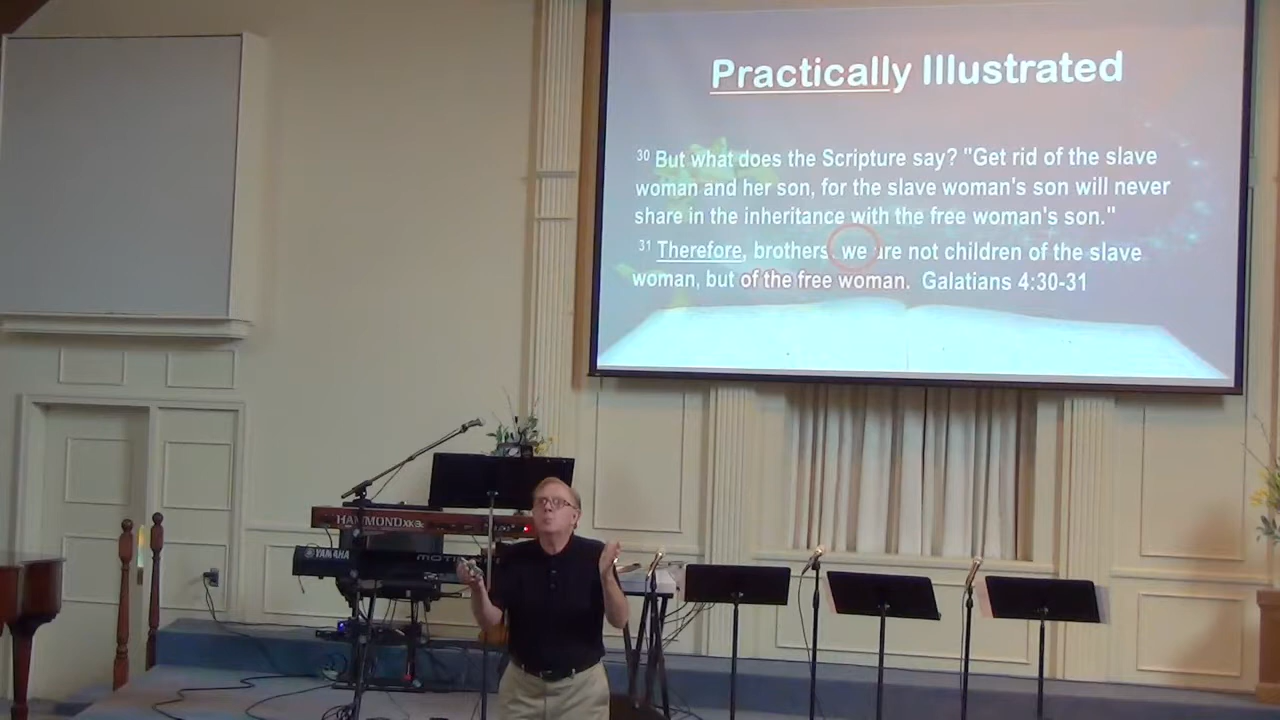 Practically Illustrated
30 But what does the Scripture say? "Get rid of the slave
woman and her son, for the slave woman's son will never
share in the inheritance with the free woman's son."
31 Therefore, brothers we are not children of the slave
woman, but of the free woman. Galatians 4:30-31
HAMMOND XK3c
YAMAHA
MOTIF